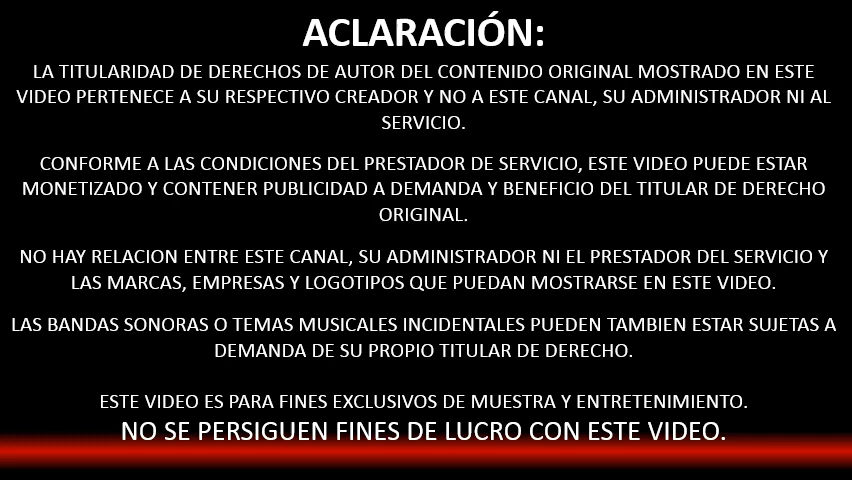 ACLARACIÓN:
LA TITULARIDAD DE DERECHOS DE AUTOR DEL CONTENIDO ORIGINAL MOSTRADO EN ESTE
VIDEO PERTENECE A SU RESPECTIVO CREADOR Y NO A ESTE CANAL, SU ADMINISTRADOR NI AL
SERVICIO.
CONFORME A LAS CONDICIONES DEL PRESTADOR DE SERVICIO, ESTE VIDEO PUEDE ESTAR
MONETIZADO Y CONTENER PUBLICIDAD A DEMANDA Y BENEFICIO DEL TITULAR DE DERECHO
ORIGINAL.
NO HAY RELACION ENTRE ESTE CANAL, SU ADMINISTRADOR NI EL PRESTADOR DEL SERVICIO Y
LAS MARCAS, EMPRESAS Y LOGOTIPOS QUE PUEDAN MOSTRARSE EN ESTE VIDEO.
LAS BANDAS SONORAS O TEMAS MUSICALES INCIDENTALES PUEDEN TAMBIEN ESTAR SUJETAS A
DEMANDA DE SU PROPIO TITULAR DE DERECHO.
ESTE VIDEO ES PARA FINES EXCLUSIVOS DE MUESTRA Y ENTRETENIMIENTO.
NO SE PERSIGUEN FINES DE LUCRO CON ESTE VIDEO.